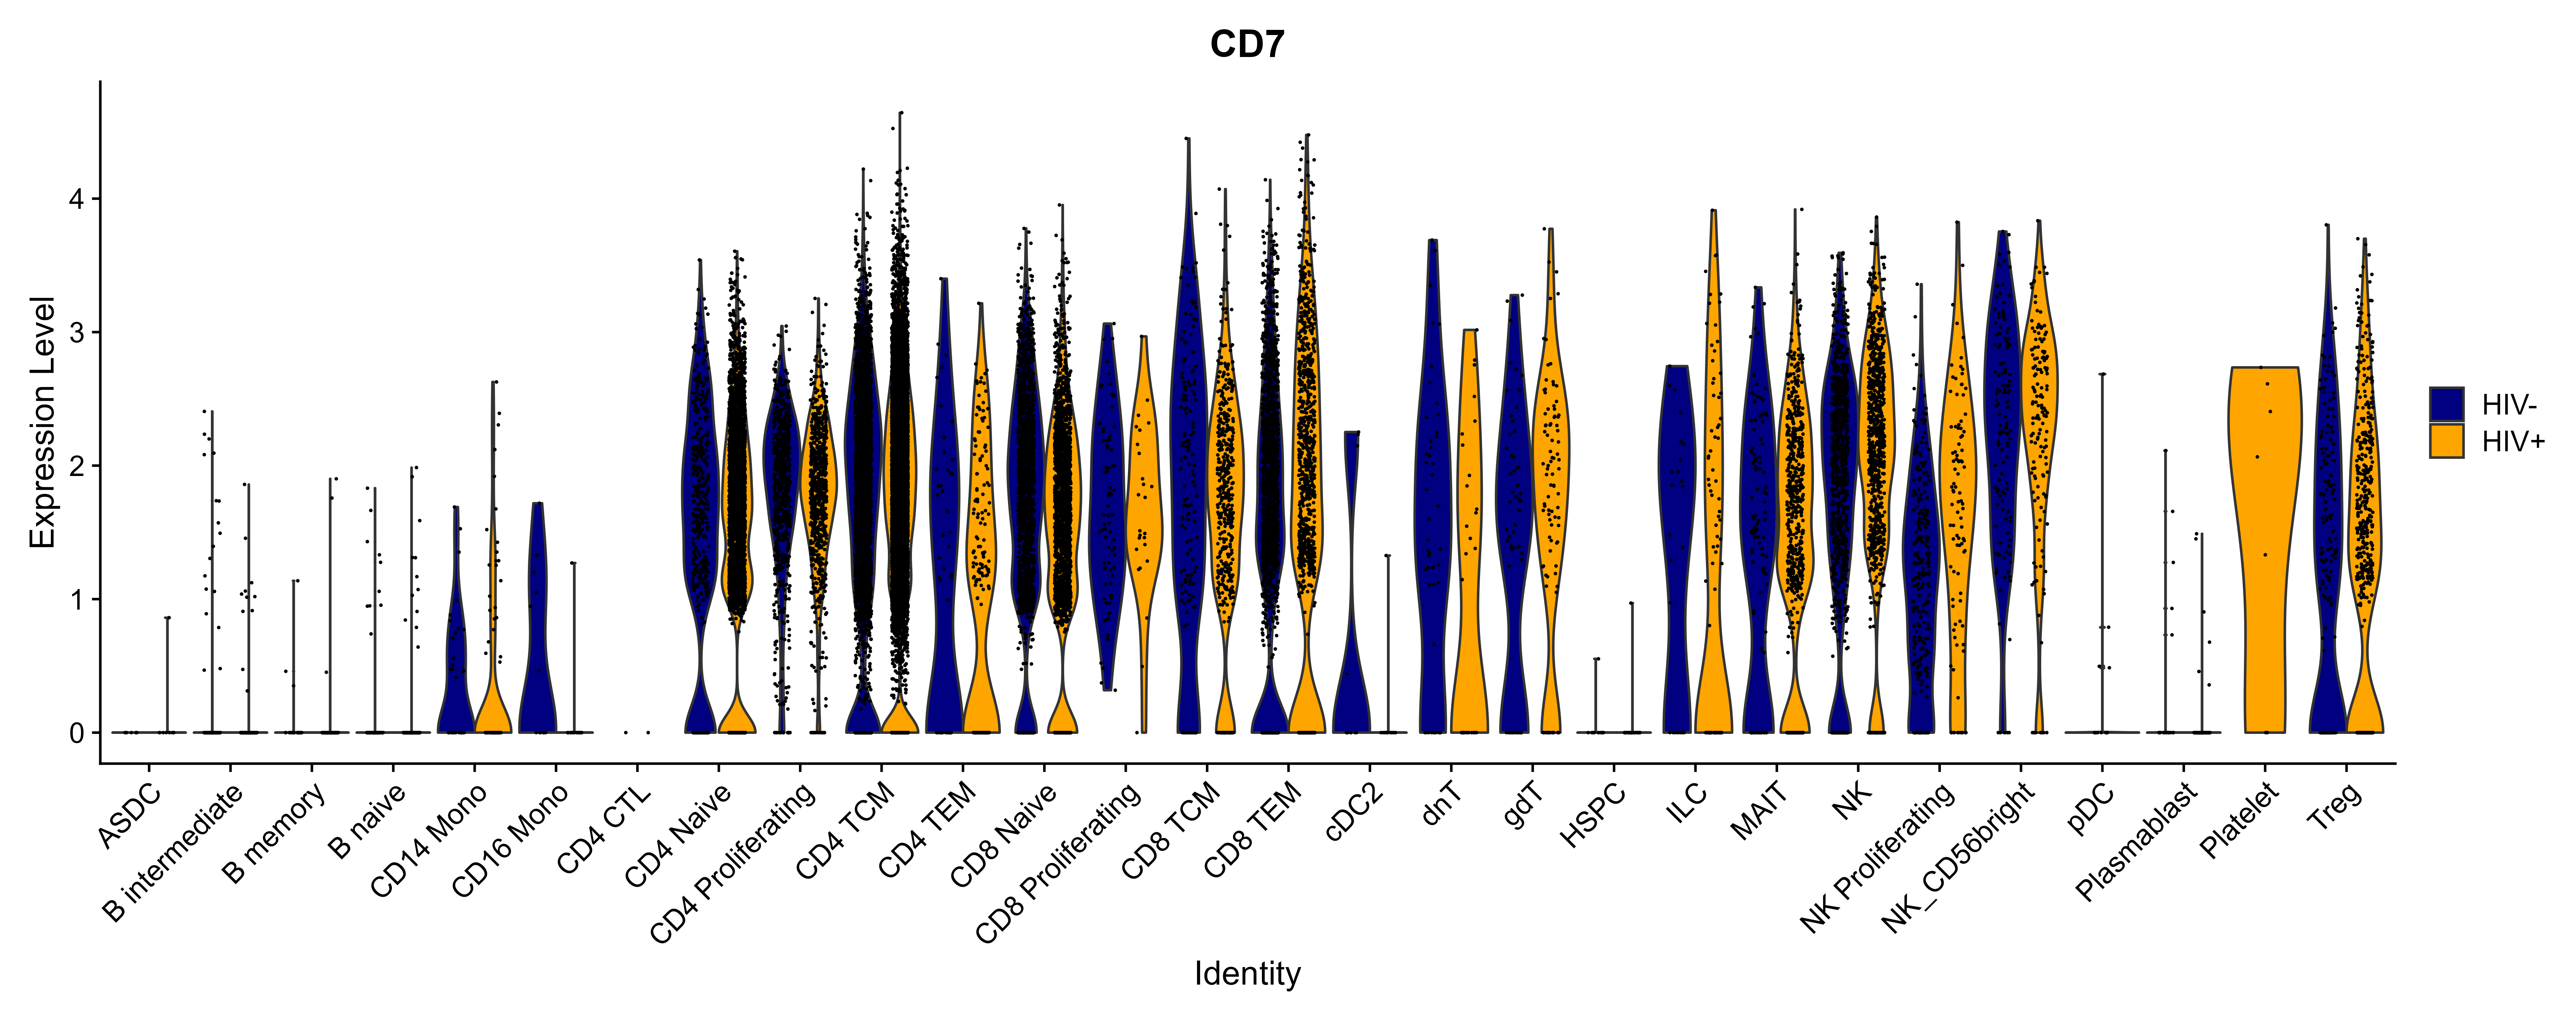 CD7
Expression Level
4
3
2
1
0
ASDC
B intermediate
B memory
B naive
CD14 Mono
CD16 Mono
CD4 CTL
CD4 Naive
CD4 Proliferating
CD4 TCM
CD4 TEM
CD8 Naive
CD8 Proliferating
CD8 TCM
CD8 TEM
cDC2
dnT
gdT
HSPC
ILC
MAIT
NK
NK Proliferating
NK_CD56bright
pDC
Plasmablast
Platelet
Treg
Identity
HIV-
HIV+